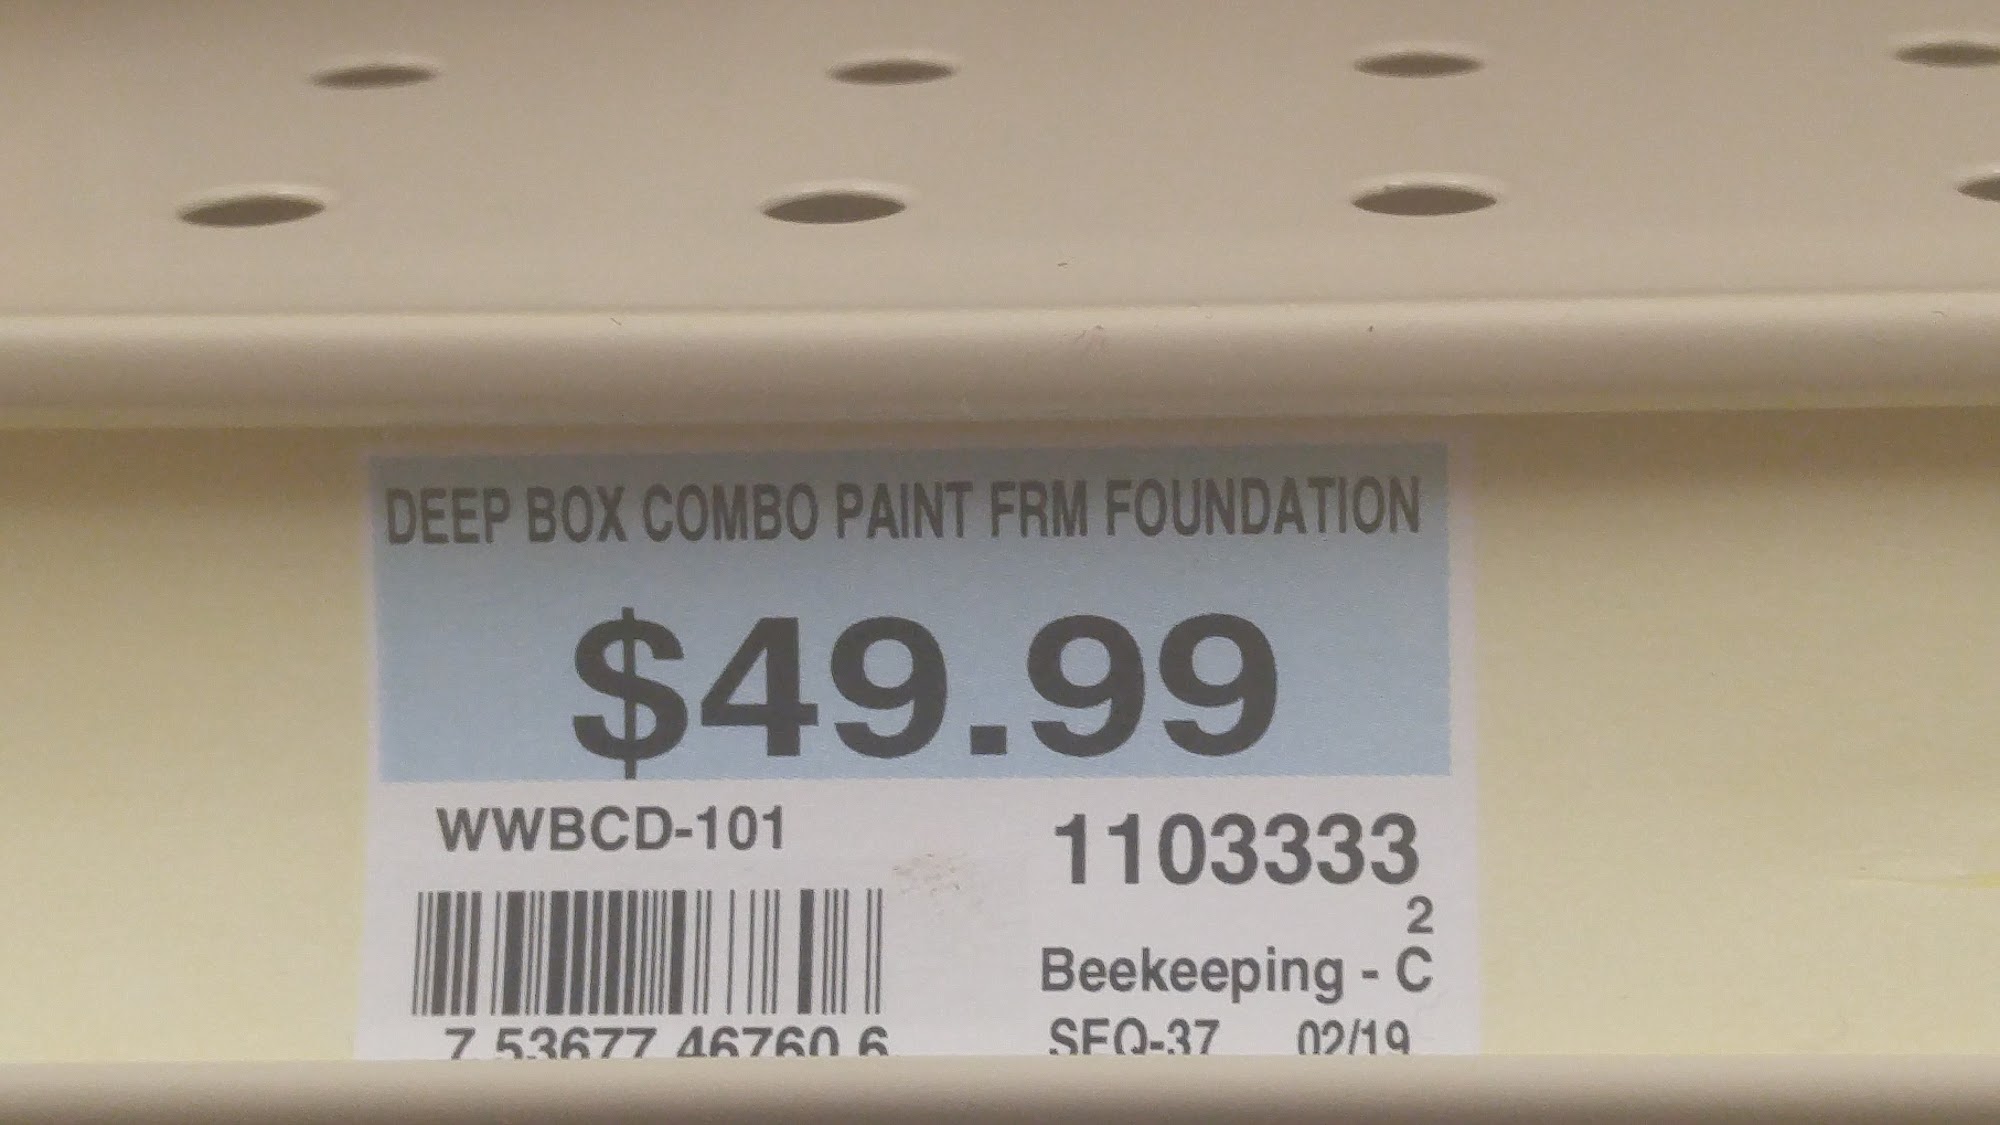 DEEP BOX COMBO PAINT FRM FOUNDATION
$49.99
WWBCD-101
1103333
2
Beekeeping - C
7 53677 46760 6
SEQ-37 02/19